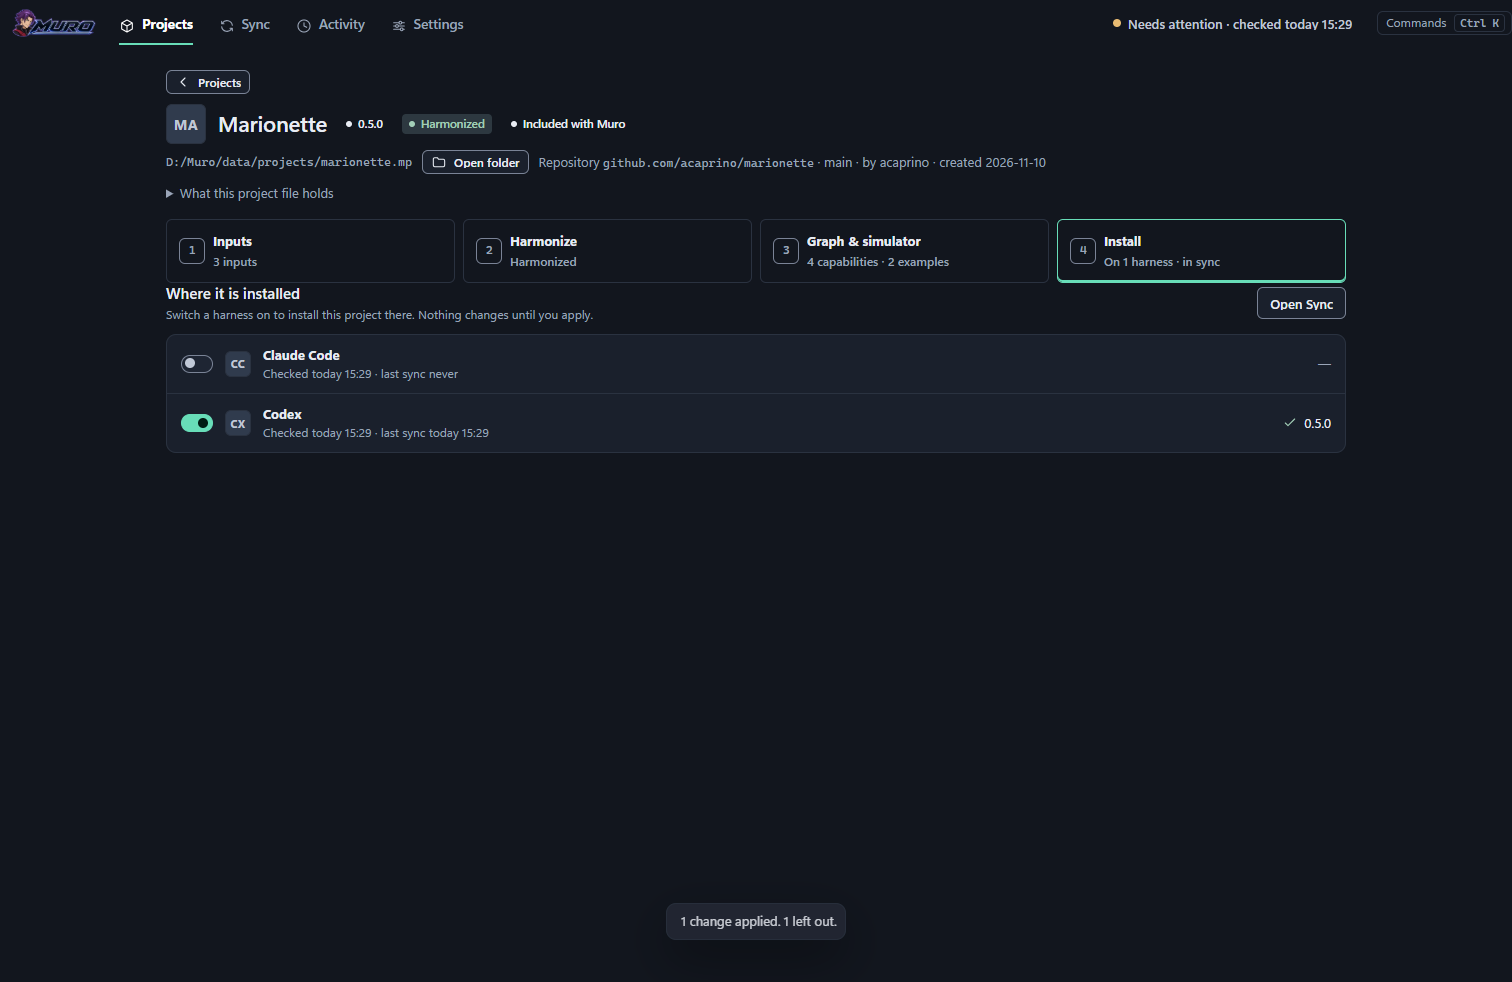 MURO
Projects
Sync
Activity
Settings
Needs attention · checked today 15:29
Commands Ctrl K
Projects
MA
Marionette
0.5.0
Harmonized
Included with Muro
D:/Muro/data/projects/marionette.mp
Open folder
Repository github.com/acaprino/marionette · main · by acaprino · created 2026-11-10
What this project file holds
1
Inputs
3 inputs
2
Harmonize
Harmonized
3
Graph & simulator
4 capabilities · 2 examples
4
Install
On 1 harness · in sync
Where it is installed
Switch a harness on to install this project there. Nothing changes until you apply.
Open Sync
CC
Claude Code
Checked today 15:29 · last sync never
—
CX
Codex
Checked today 15:29 · last sync today 15:29
0.5.0
1 change applied. 1 left out.